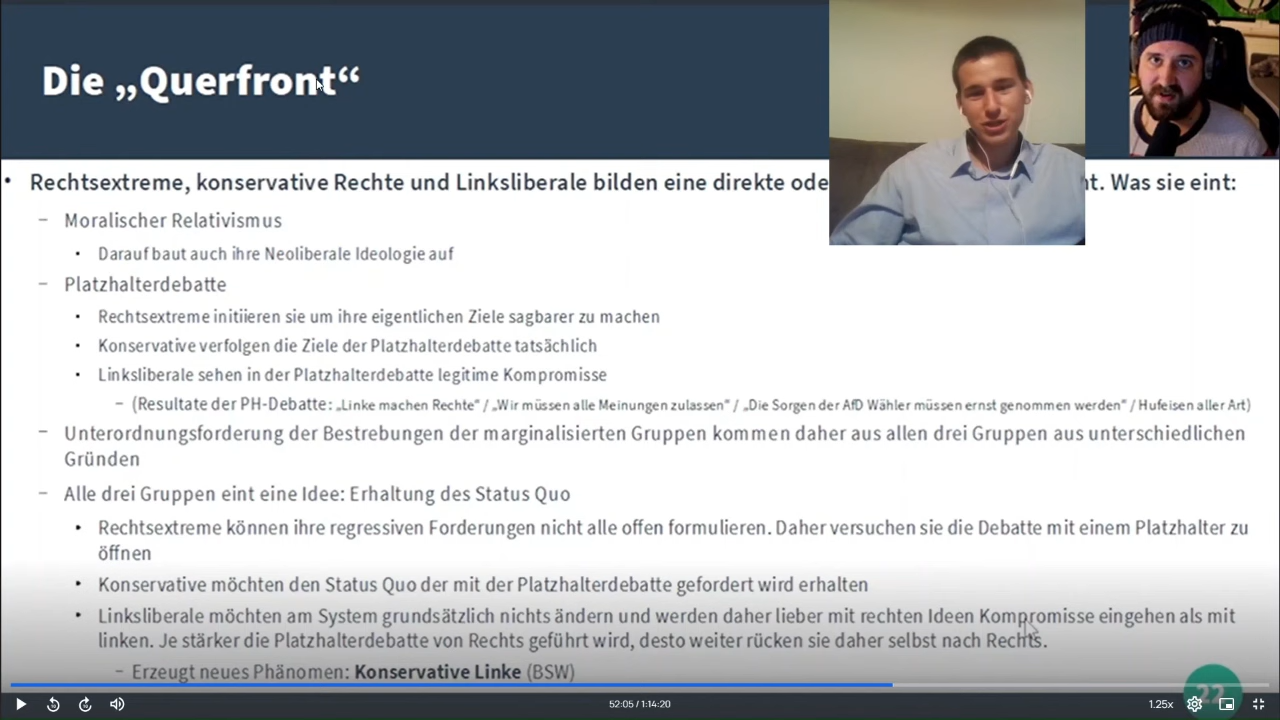 Die „Querfront“
• Rechtsextreme, konservative Rechte und Linksliberale bilden eine direkte ode t. Was sie eint:
– Moralischer Relativismus
• Darauf baut auch ihre Neoliberale Ideologie auf
– Platzhalterdebatte
• Rechtsextreme initiieren sie um ihre eigentlichen Ziele sagbarer zu machen
• Konservative verfolgen die Ziele der Platzhalterdebatte tatsächlich
• Linksliberale sehen in der Platzhalterdebatte legitime Kompromisse
– (Resultate der PH-Debatte: „Linke machen Rechte“ / „Wir müssen alle Meinungen zulassen“ / „Die Sorgen der AfD Wähler müssen ernst genommen werden“ / Hufeisen aller Art)
– Unterordnungsforderung der Bestrebungen der marginalisierten Gruppen kommen daher aus allen drei Gruppen aus unterschiedlichen
Gründen
– Alle drei Gruppen eint eine Idee: Erhaltung des Status Quo
• Rechtsextreme können ihre regressiven Forderungen nicht alle offen formulieren. Daher versuchen sie die Debatte mit einem Platzhalter zu
öffnen
• Konservative möchten den Status Quo der mit der Platzhalterdebatte gefordert wird erhalten
• Linksliberale möchten am System grundsätzlich nichts ändern und werden daher lieber mit rechten Ideen Kompromisse eingehen als mit
linken. Je stärker die Platzhalterdebatte von Rechts geführt wird, desto weiter rücken sie daher selbst nach Rechts.
– Erzeugt neues Phänomen: Konservative Linke (BSW)
22
52:05 / 1:14:20
1.25x